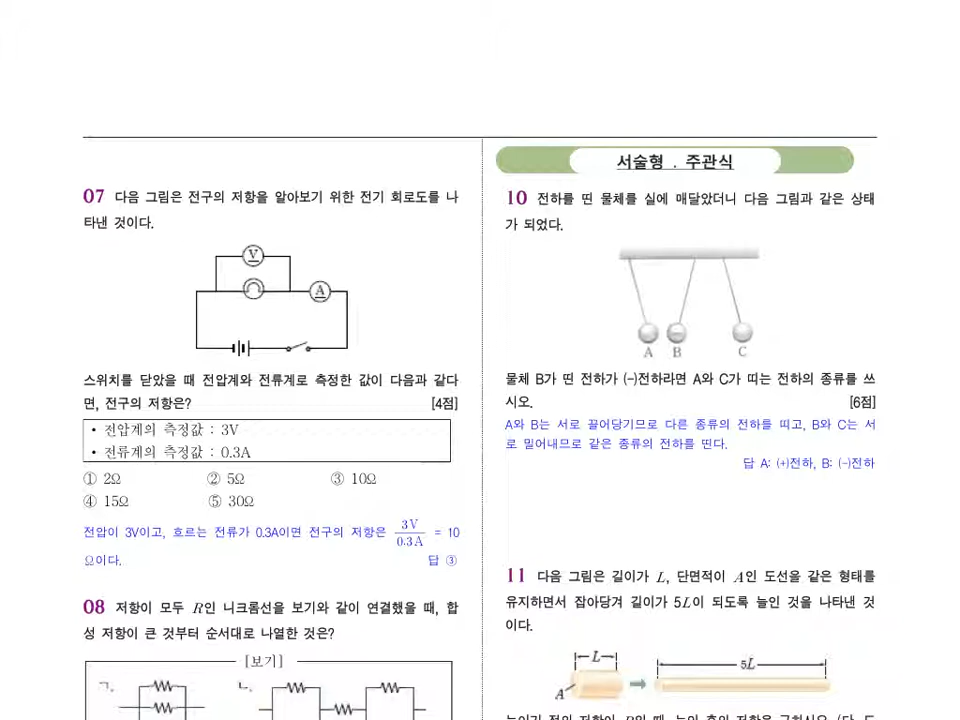 07 다음 그림은 전구의 저항을 알아보기 위한 전기 회로도를 나
타낸 것이다.
V
A
스위치를 닫았을 때 전압계와 전류계로 측정한 값이 다음과 같다
면, 전구의 저항은? [4점]
• 전압계의 측정값 : 3V
• 전류계의 측정값 : 0.3A
① 2Ω ② 5Ω ③ 10Ω
④ 15Ω ⑤ 30Ω
전압이 3V이고, 흐르는 전류가 0.3A이면 전구의 저항은 3V/0.3A = 10
Ω이다. 답 ③
08 저항이 모두 R인 니크롬선을 보기와 같이 연결했을 때, 합
성 저항이 큰 것부터 순서대로 나열한 것은?
[보기]
ㄱ. ㄴ.
서술형 . 주관식
10 전하를 띤 물체를 실에 매달았더니 다음 그림과 같은 상태
가 되었다.
A B C
물체 B가 띤 전하가 (-)전하라면 A와 C가 띠는 전하의 종류를 쓰
시오. [6점]
A와 B는 서로 끌어당기므로 다른 종류의 전하를 띠고, B와 C는 서
로 밀어내므로 같은 종류의 전하를 띤다.
답 A: (+)전하, B: (-)전하
11 다음 그림은 길이가 L, 단면적이 A인 도선을 같은 형태를
유지하면서 잡아당겨 길이가 5L이 되도록 늘인 것을 나타낸 것
이다.
L 5L
A